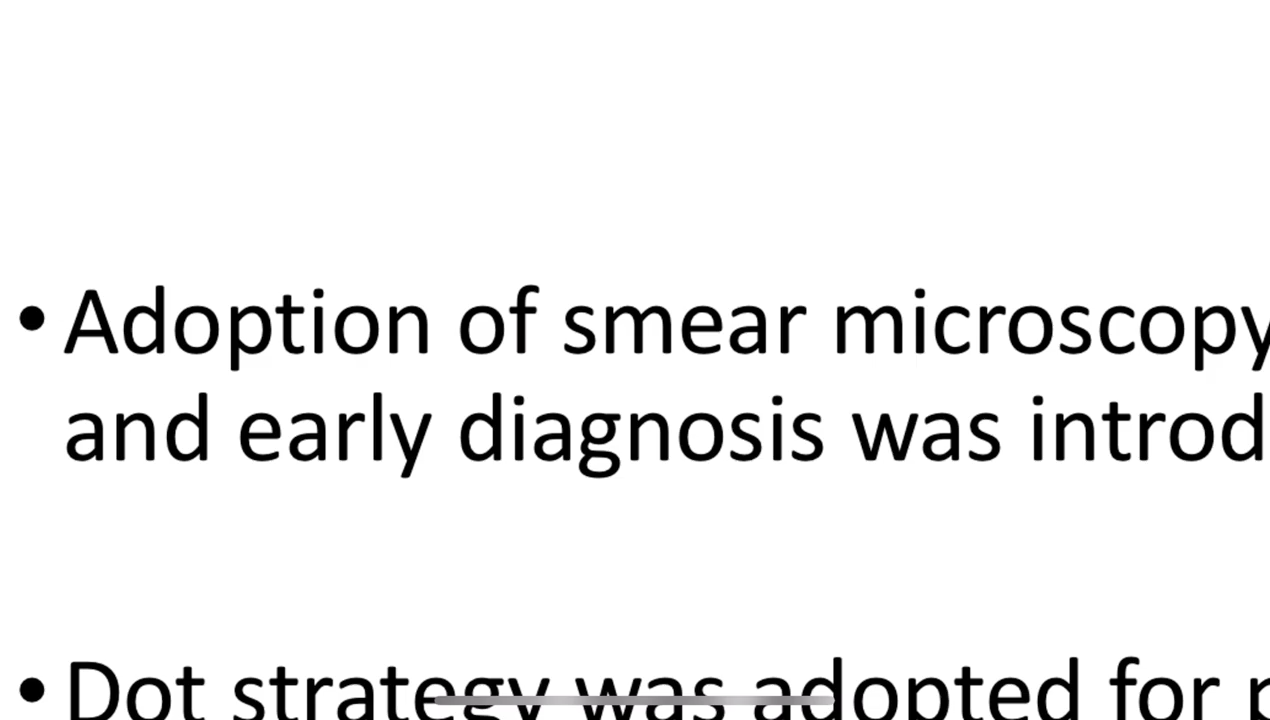 • Adoption of smear microscopy
and early diagnosis was introd
• Dot strategy was adopted for p